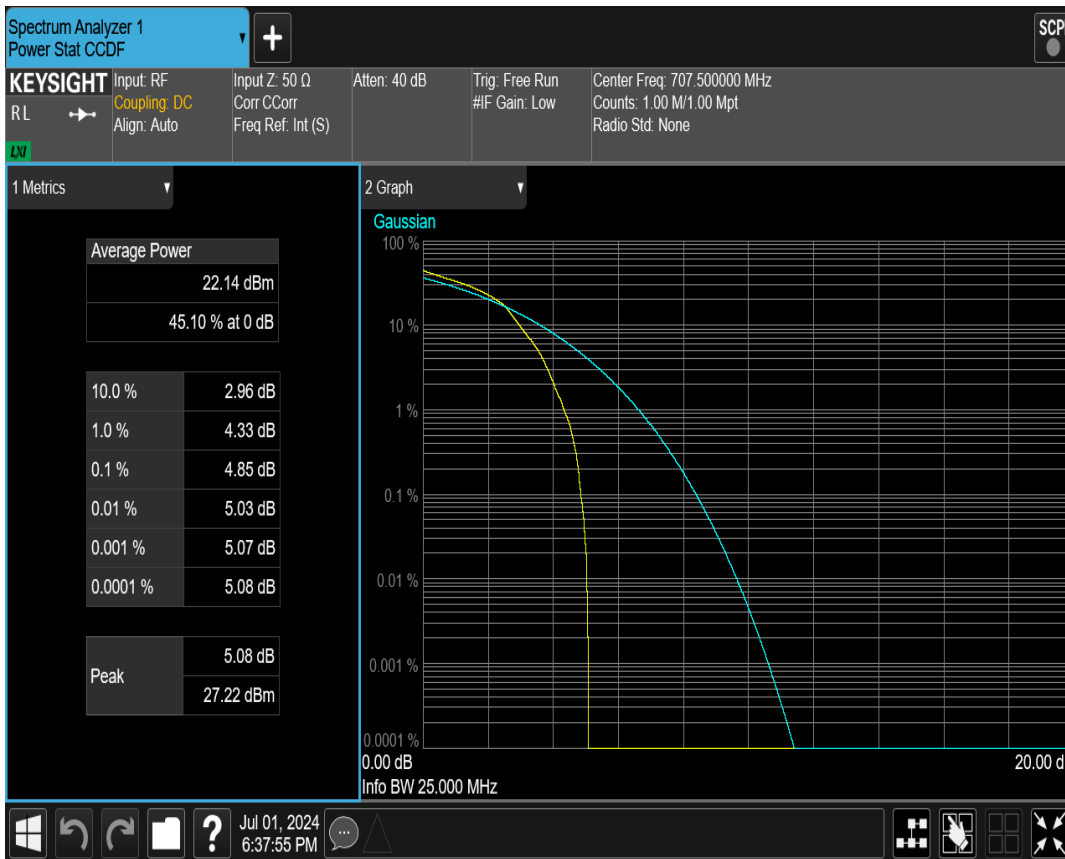 Spectrum Analyzer 1
Power Stat CCDF
+
SCP
KEYSIGHT
RL
LXI
Input: RF
Coupling: DC
Align: Auto
Input Z: 50 Ω
Corr CCorr
Freq Ref: Int (S)
Atten: 40 dB
Trig: Free Run
#IF Gain: Low
Center Freq: 707.500000 MHz
Counts: 1.00 M/1.00 Mpt
Radio Std: None
1 Metrics
Average Power
22.14 dBm
45.10 % at 0 dB
10.0 % 2.96 dB
1.0 % 4.33 dB
0.1 % 4.85 dB
0.01 % 5.03 dB
0.001 % 5.07 dB
0.0001 % 5.08 dB
Peak
5.08 dB
27.22 dBm
2 Graph
Gaussian
100 %
10 %
1 %
0.1 %
0.01 %
0.001 %
0.0001 %
0.00 dB
20.00 d
Info BW 25.000 MHz
?
Jul 01, 2024
6:37:55 PM